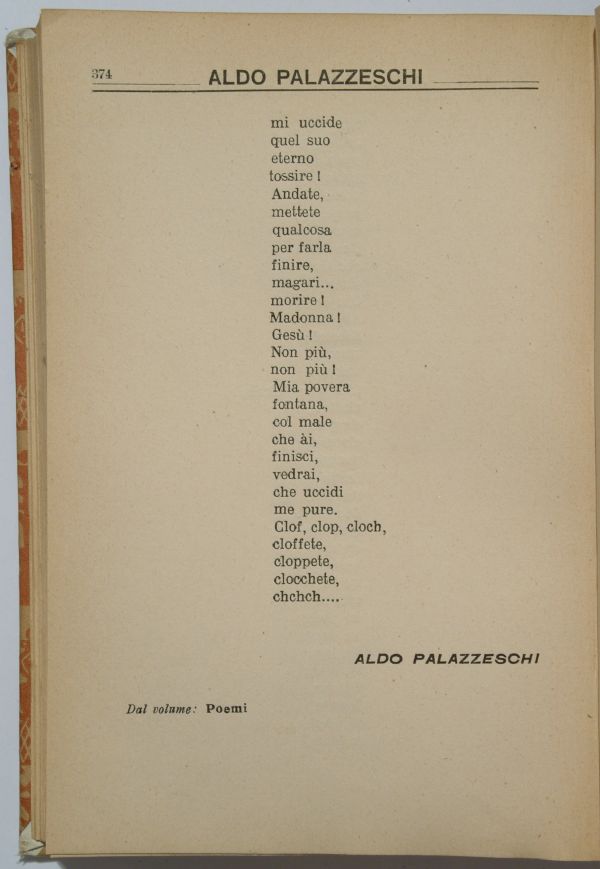 374
ALDO PALAZZESCHI
mi uccide
quel suo
eterno
tossire !
Andate,
mettete
qualcosa
per farla
finire,
magari...
morire !
Madonna !
Gesù !
Non più,
non più !
Mia povera
fontana,
col male
che ài,
finisci,
vedrai,
che uccidi
me pure.
Clof, clop, cloch,
cloffete,
cloppete,
clocchete,
chchch....
ALDO PALAZZESCHI
Dal volume: Poemi